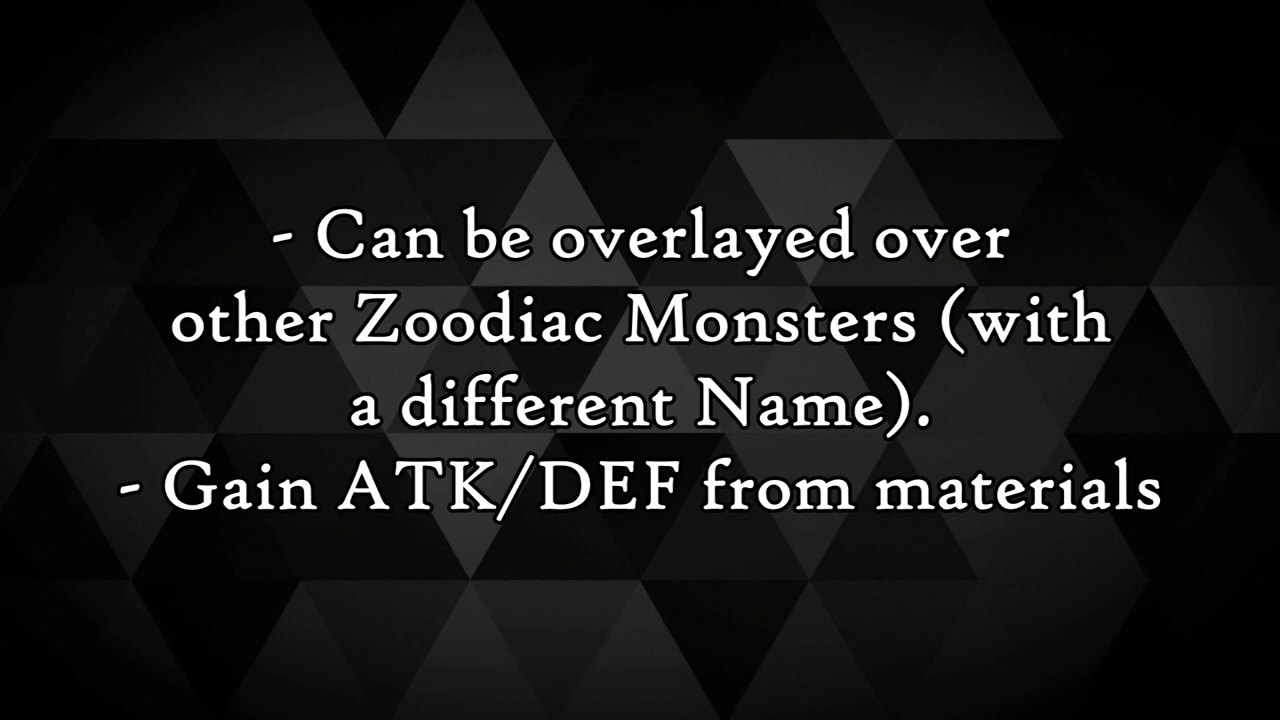 - Can be overlayed over
other Zoodiac Monsters (with
a different Name).
- Gain ATK/DEF from materials